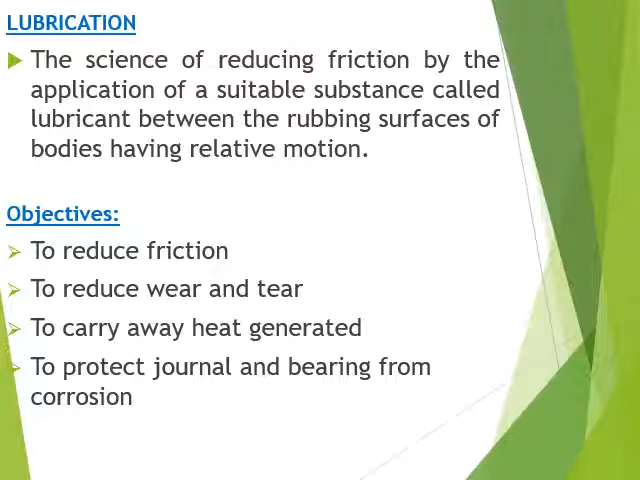 LUBRICATION
The science of reducing friction by the
application of a suitable substance called
lubricant between the rubbing surfaces of
bodies having relative motion.
Objectives:
To reduce friction
To reduce wear and tear
To carry away heat generated
To protect journal and bearing from
corrosion